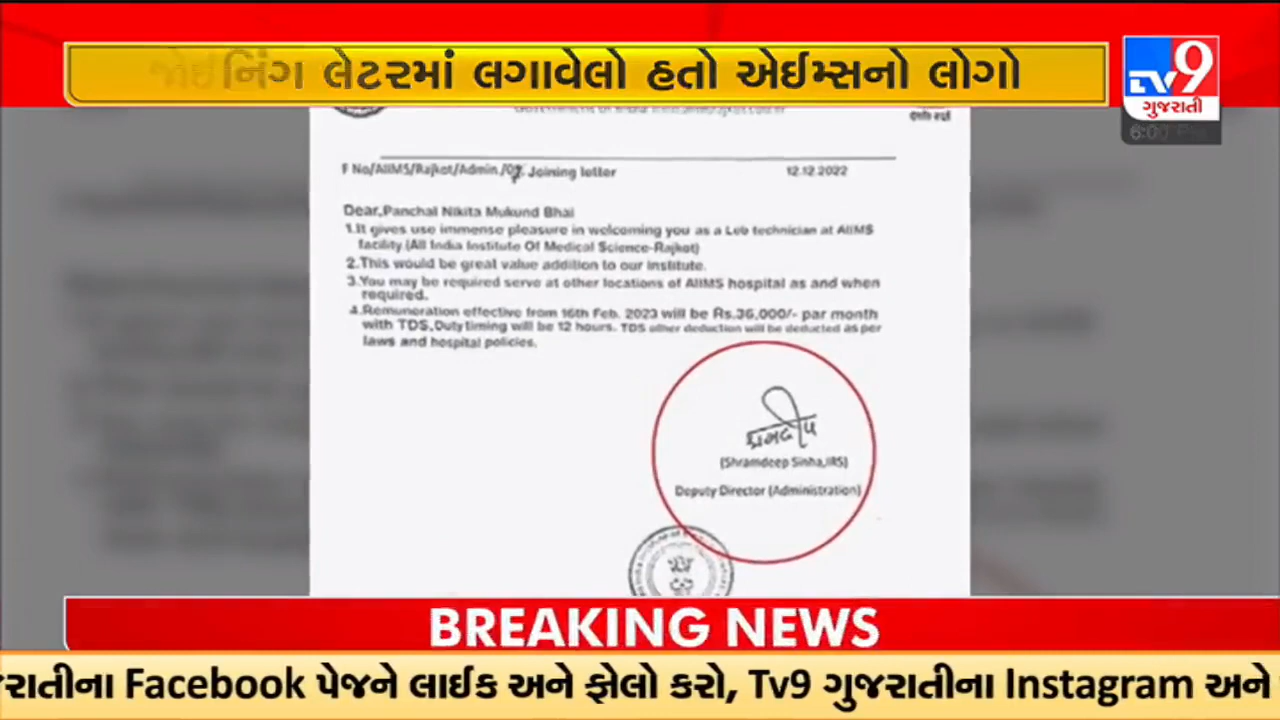 જોઈનિંગ લેટરમાં લગાવેલો હતો એઈમ્સનો લોગો
TV9
ગુજરાતી
F No/AIIMS/Rajkot/Admin./07. Joining letter
12.12.2022
Dear,Panchal Nikita Mukund Bhai
1.It gives use immense pleasure in welcoming you as a Leb technician at AIIMS
facility (All India Institute Of Medical Science-Rajkot)
2.This would be great value addition to our institute.
3.You may be required serve at other locations of AIIMS hospital as and when
required.
4.Remuneration effective from 16th Feb. 2023 will be Rs.36,000/- par month
with TDS,Duty timing will be 12 hours. TDS other deduction will be deducted as per
laws and hospital policies.
(Shramdeep Sinha,IRS)
Deputy Director (Administration)
BREAKING NEWS
જરાતીના Facebook પેજને લાઈક અને ફોલો કરો, Tv9 ગુજરાતીના Instagram અને